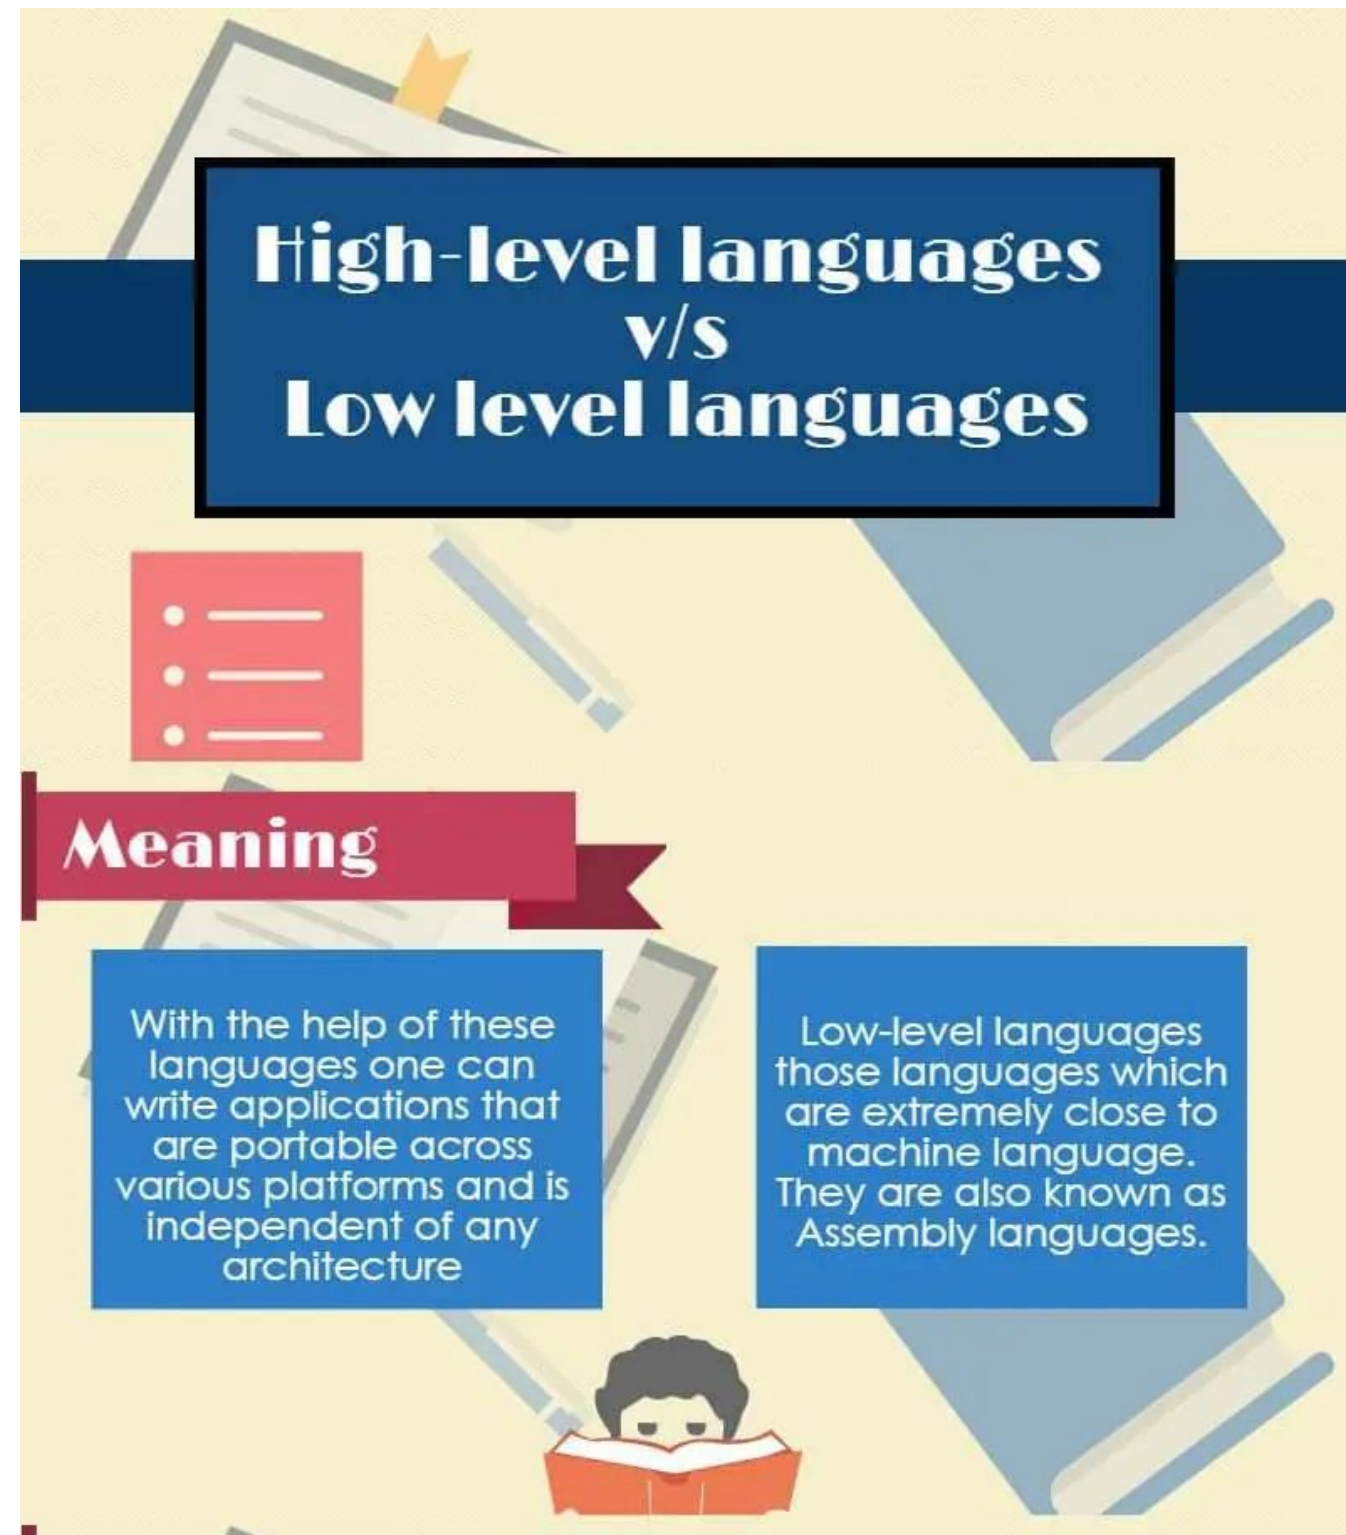 High-level languages
v/s
Low level languages
Meaning
With the help of these
languages one can
write applications that
are portable across
various platforms and is
independent of any
architecture
Low-level languages
those languages which
are extremely close to
machine language.
They are also known as
Assembly languages.